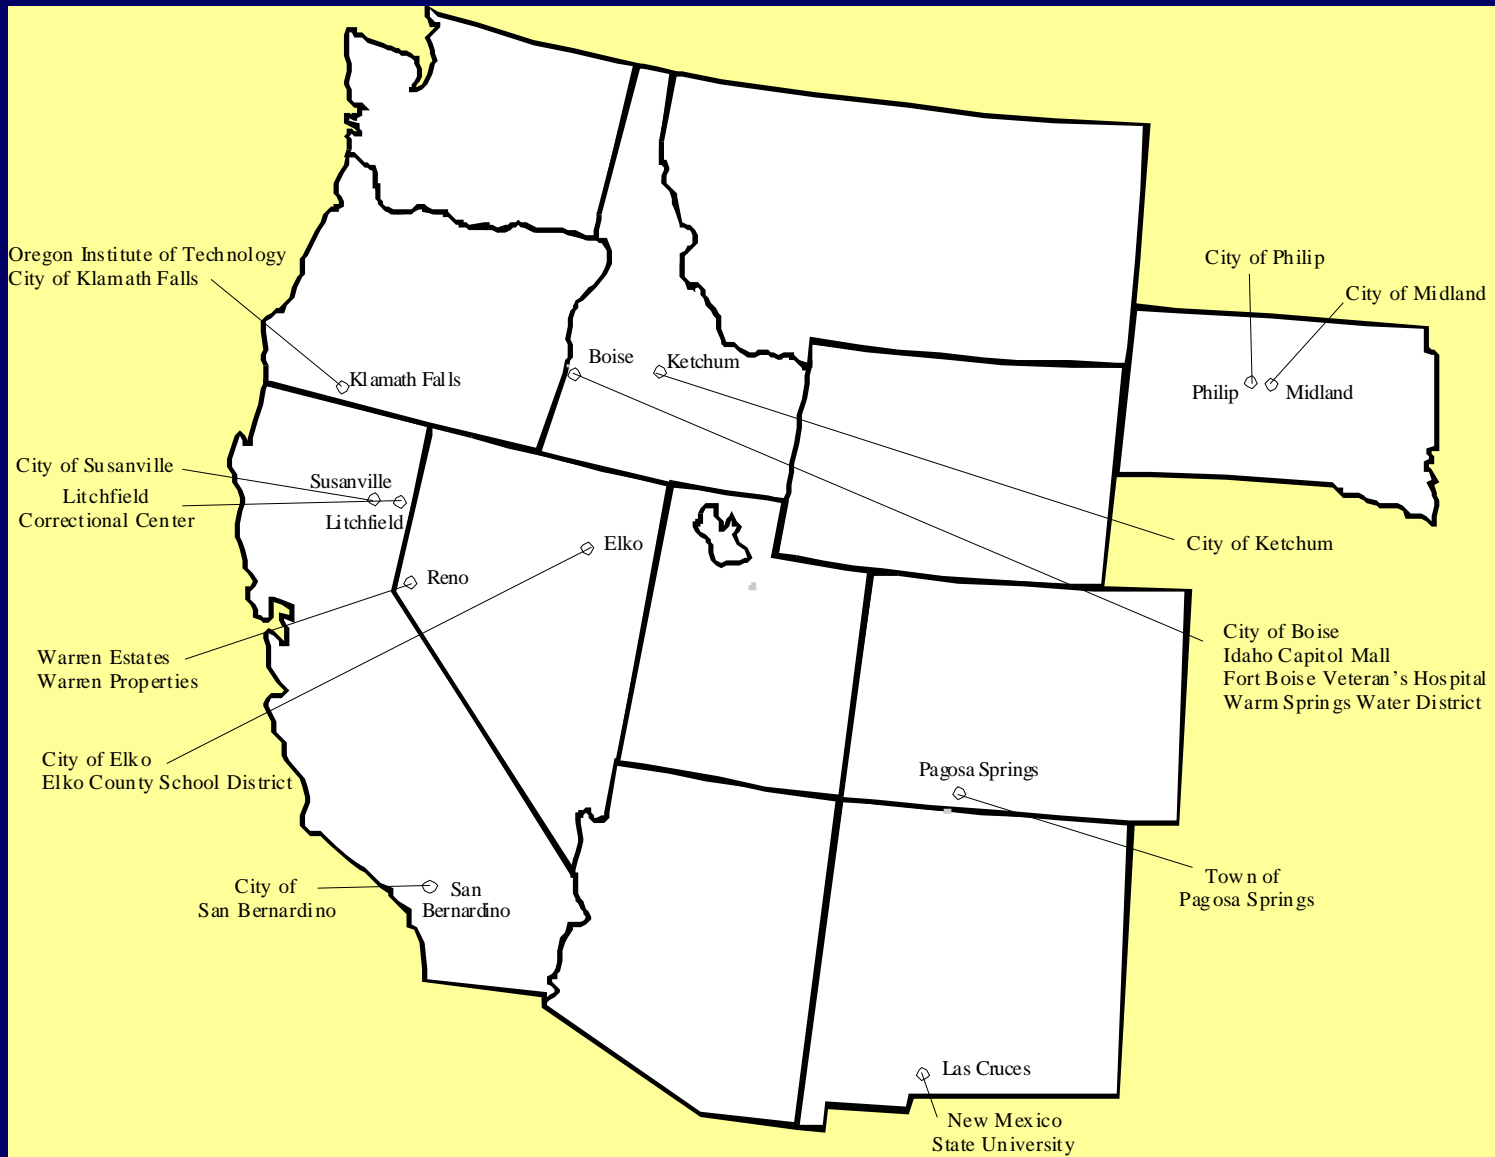 Oregon Institute of Technology
City of Klamath Falls
Klamath Falls
Boise
Ketchum
City of Philip
City of Midland
Philip
Midland
City of Susanville
Litchfield
Correctional Center
Susanville
Litchfield
Elko
Reno
City of Ketchum
Warren Estates
Warren Properties
City of Boise
Idaho Capitol Mall
Fort Boise Veteran's Hospital
Warm Springs Water District
City of Elko
Elko County School District
Pagosa Springs
Town of
Pagosa Springs
City of
San Bernardino
San
Bernardino
Las Cruces
New Mexico
State University